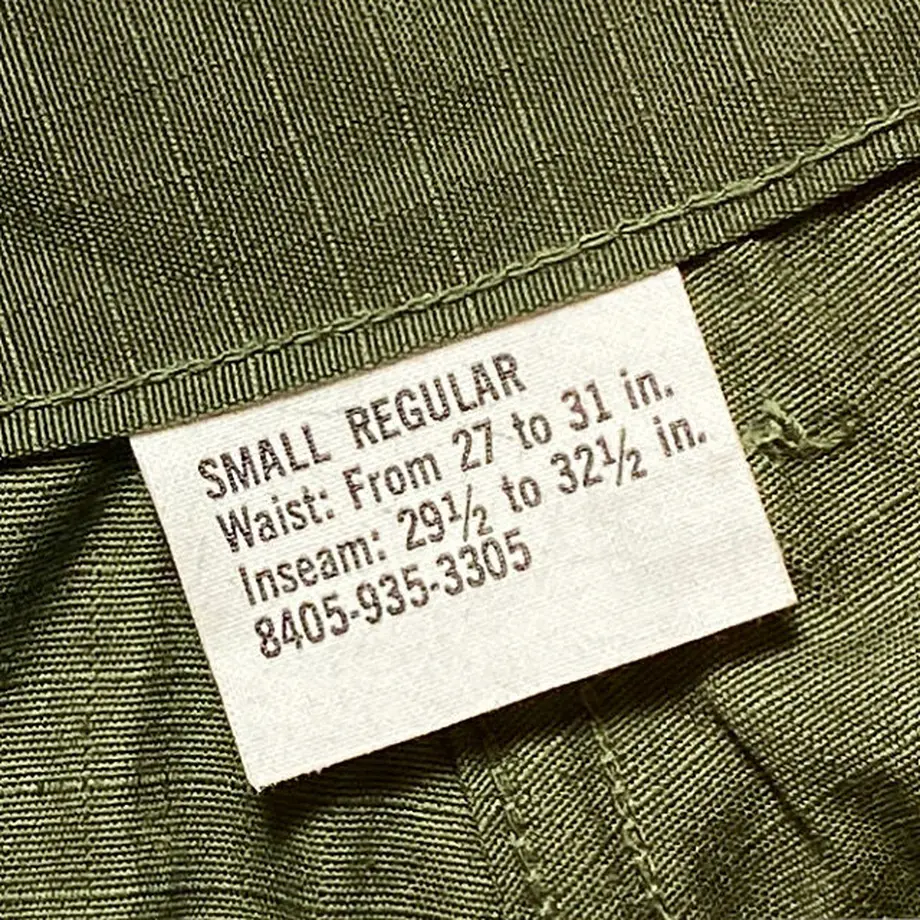 SMALL REGULAR
Waist: From 27 to 31 in.
Inseam: 29½ to 32½ in.
8405-935-3305